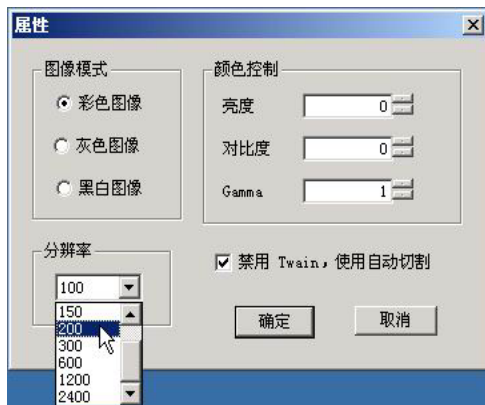 属性
图像模式
彩色图像
灰色图像
黑白图像
颜色控制
亮度 0
对比度 0
Gamma 1
分辨率
100
150
200
300
600
1200
2400
禁用 Twain，使用自动切割
确定
取消